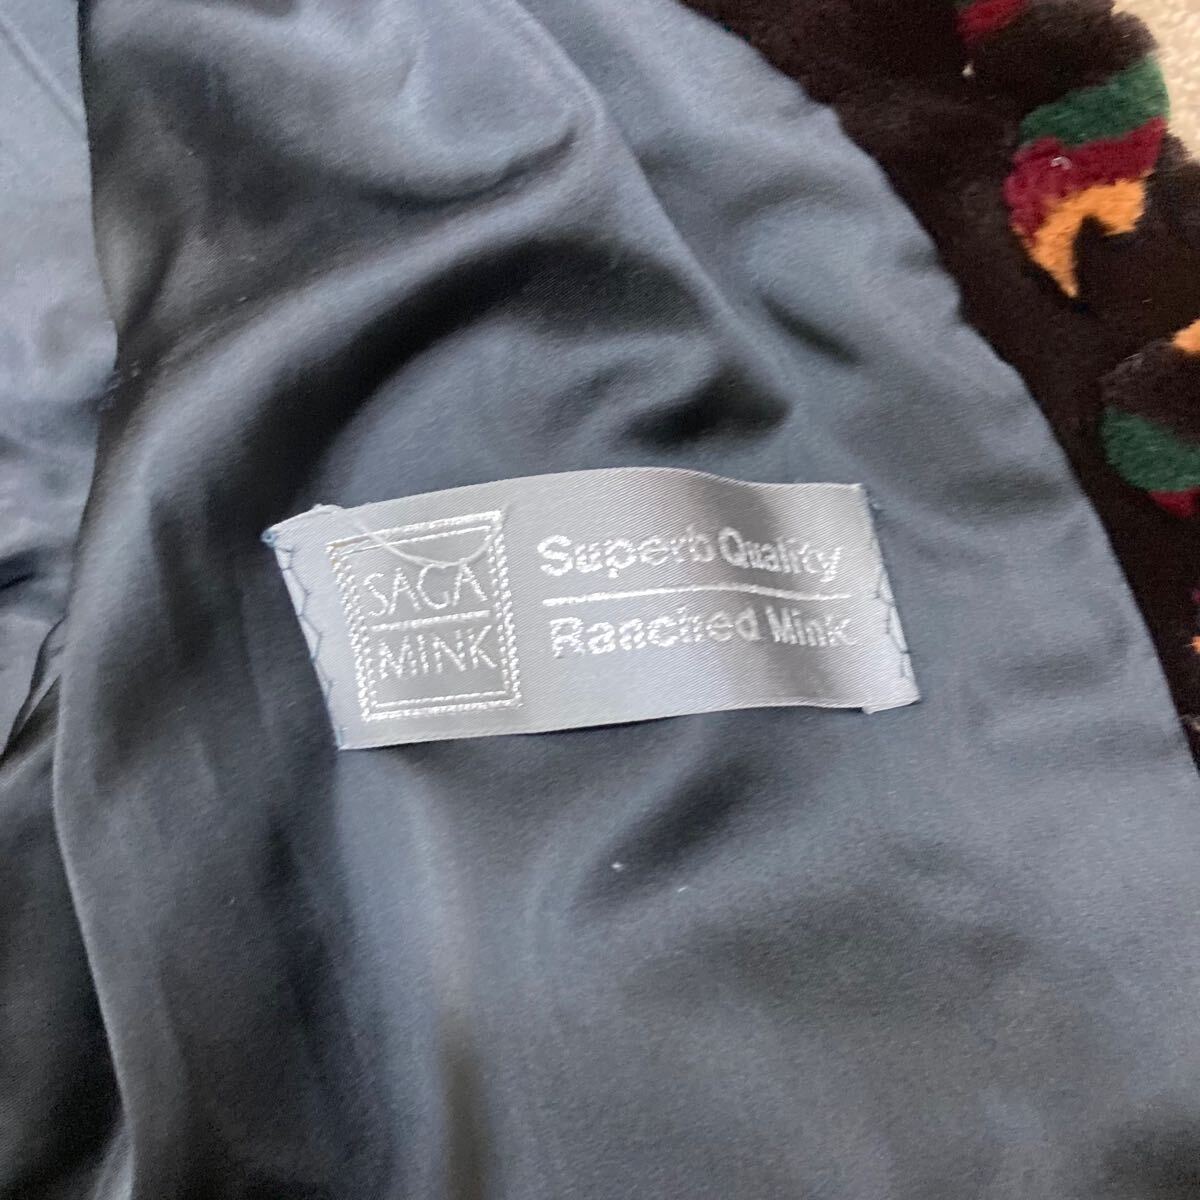 SAGA
MINK
Superb Quality
Ranched Mink